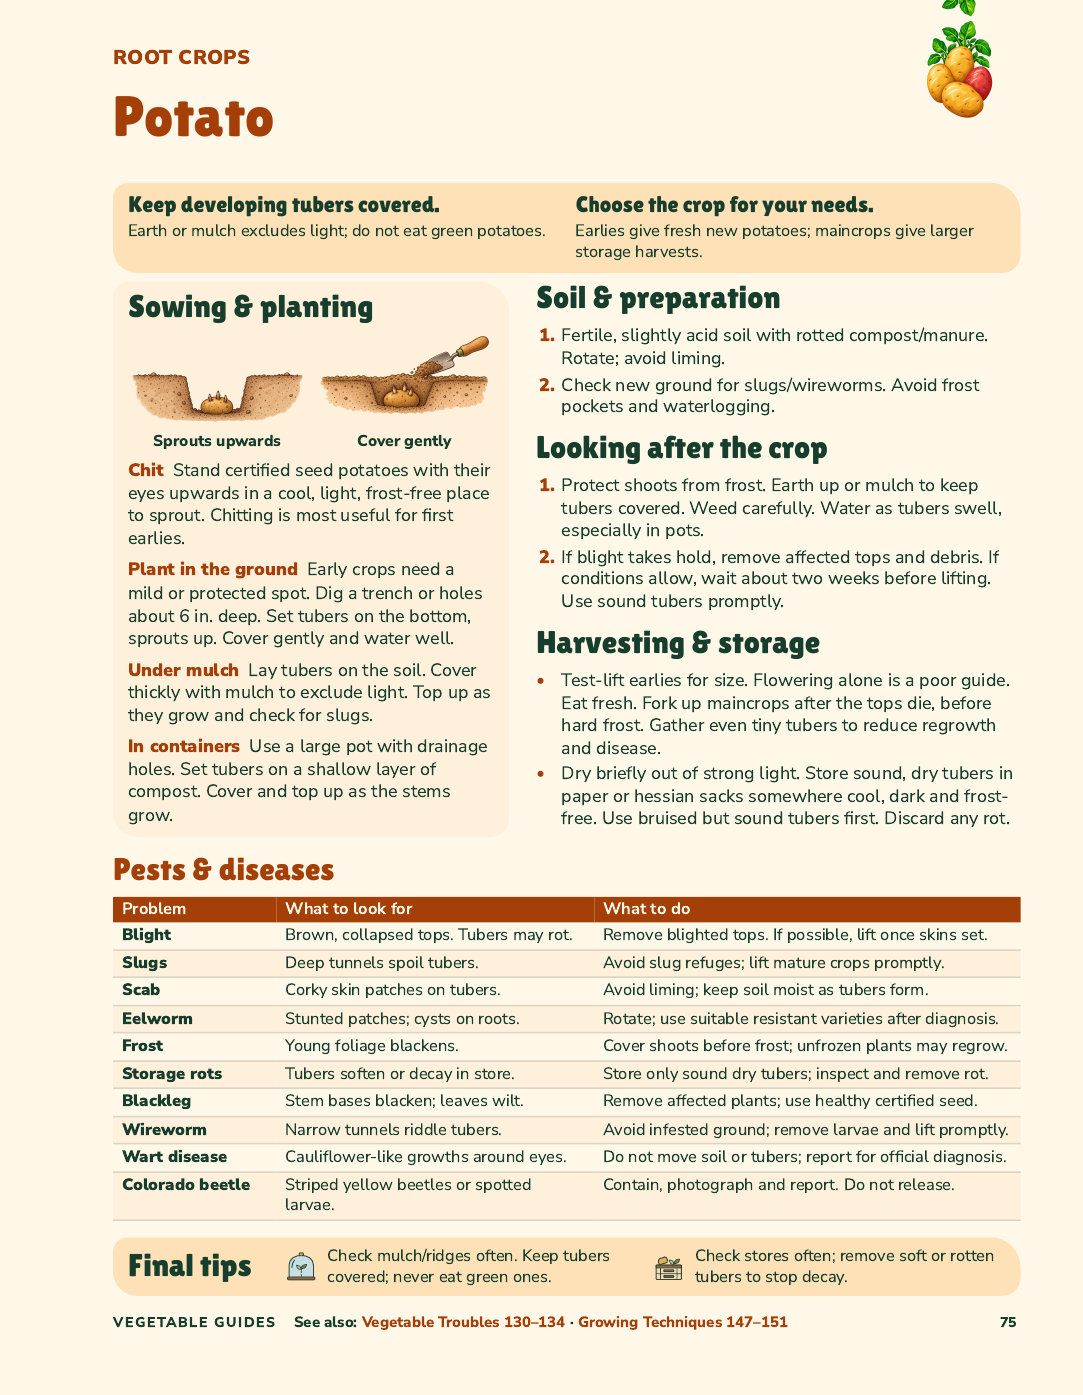 ROOT CROPS
Potato
Keep developing tubers covered.
Earth or mulch excludes light; do not eat green potatoes.
Choose the crop for your needs.
Earlies give fresh new potatoes; maincrops give larger
storage harvests.
Sowing & planting
Sprouts upwards
Cover gently
Chit Stand certified seed potatoes with their
eyes upwards in a cool, light, frost-free place
to sprout. Chitting is most useful for first
earlies.
Plant in the ground Early crops need a
mild or protected spot. Dig a trench or holes
about 6 in. deep. Set tubers on the bottom,
sprouts up. Cover gently and water well.
Under mulch Lay tubers on the soil. Cover
thickly with mulch to exclude light. Top up as
they grow and check for slugs.
In containers Use a large pot with drainage
holes. Set tubers on a shallow layer of
compost. Cover and top up as the stems
grow.
Soil & preparation
1. Fertile, slightly acid soil with rotted compost/manure.
Rotate; avoid liming.
2. Check new ground for slugs/wireworms. Avoid frost
pockets and waterlogging.
Looking after the crop
1. Protect shoots from frost. Earth up or mulch to keep
tubers covered. Weed carefully. Water as tubers swell,
especially in pots.
2. If blight takes hold, remove affected tops and debris. If
conditions allow, wait about two weeks before lifting.
Use sound tubers promptly.
Harvesting & storage
• Test-lift earlies for size. Flowering alone is a poor guide.
Eat fresh. Fork up maincrops after the tops die, before
hard frost. Gather even tiny tubers to reduce regrowth
and disease.
• Dry briefly out of strong light. Store sound, dry tubers in
paper or hessian sacks somewhere cool, dark and frost-
free. Use bruised but sound tubers first. Discard any rot.
Pests & diseases
Problem What to look for What to do
Blight Brown, collapsed tops. Tubers may rot. Remove blighted tops. If possible, lift once skins set.
Slugs Deep tunnels spoil tubers. Avoid slug refuges; lift mature crops promptly.
Scab Corky skin patches on tubers. Avoid liming; keep soil moist as tubers form.
Eelworm Stunted patches; cysts on roots. Rotate; use suitable resistant varieties after diagnosis.
Frost Young foliage blackens. Cover shoots before frost; unfrozen plants may regrow.
Storage rots Tubers soften or decay in store. Store only sound dry tubers; inspect and remove rot.
Blackleg Stem bases blacken; leaves wilt. Remove affected plants; use healthy certified seed.
Wireworm Narrow tunnels riddle tubers. Avoid infested ground; remove larvae and lift promptly.
Wart disease Cauliflower-like growths around eyes. Do not move soil or tubers; report for official diagnosis.
Colorado beetle Striped yellow beetles or spotted Contain, photograph and report. Do not release.
larvae.
Final tips
Check mulch/ridges often. Keep tubers
covered; never eat green ones.
Check stores often; remove soft or rotten
tubers to stop decay.
VEGETABLE GUIDES See also: Vegetable Troubles 130–134 · Growing Techniques 147–151 75